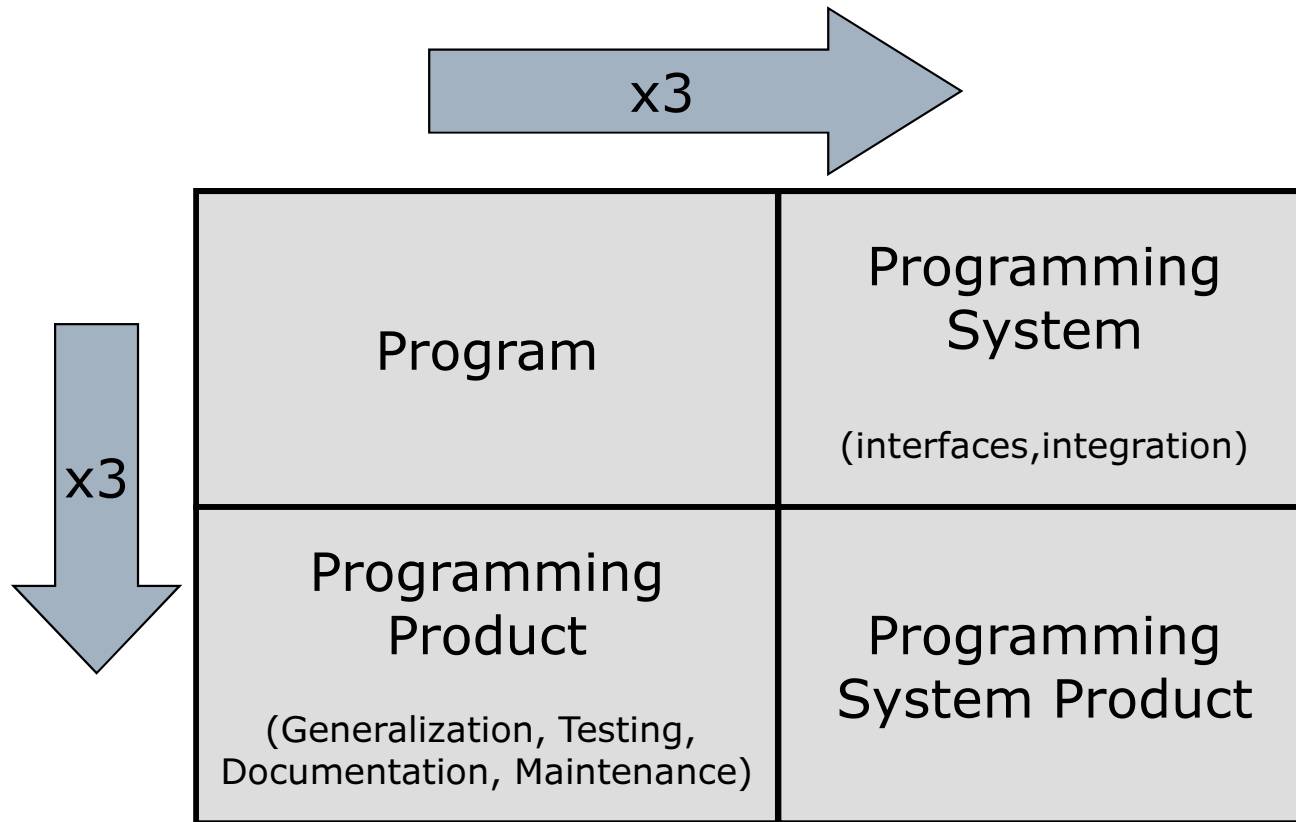 x3
Program
Programming
System
(interfaces,integration)
x3
Programming
Product
(Generalization, Testing,
Documentation, Maintenance)
Programming
System Product